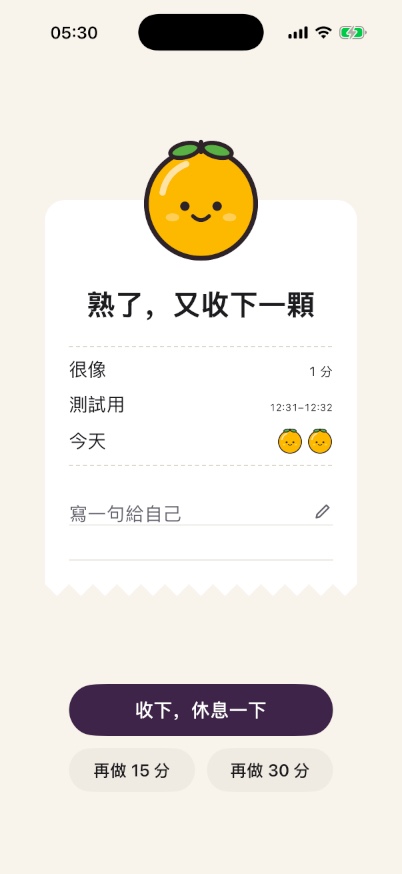 05:30
熟了，又收下一顆
很像 1 分
測試用 12:31–12:32
今天
寫一句給自己
收下，休息一下
再做 15 分 再做 30 分